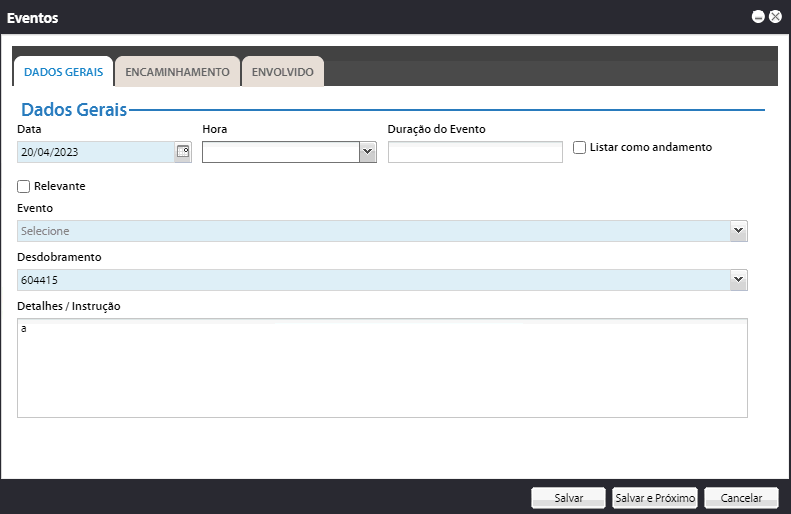 Eventos
DADOS GERAIS ENCAMINHAMENTO ENVOLVIDO
Dados Gerais
Data Hora Duração do Evento
20/04/2023 Listar como andamento
Relevante
Evento
Selecione
Desdobramento
604415
Detalhes / Instrução
a
Salvar Salvar e Próximo Cancelar